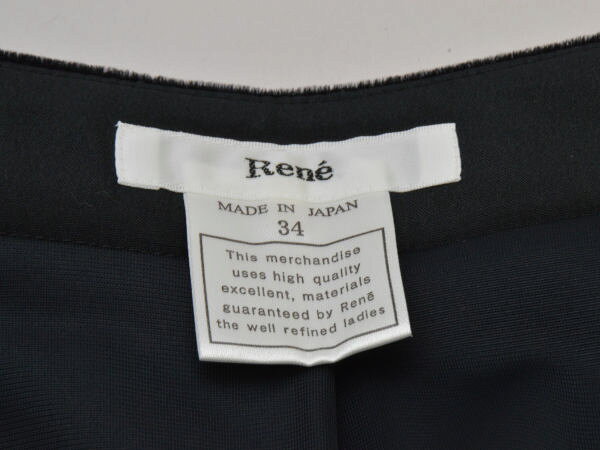 René
MADE IN JAPAN
34
This merchandise
uses high quality
excellent, materials
guaranteed by René
the well refined ladies